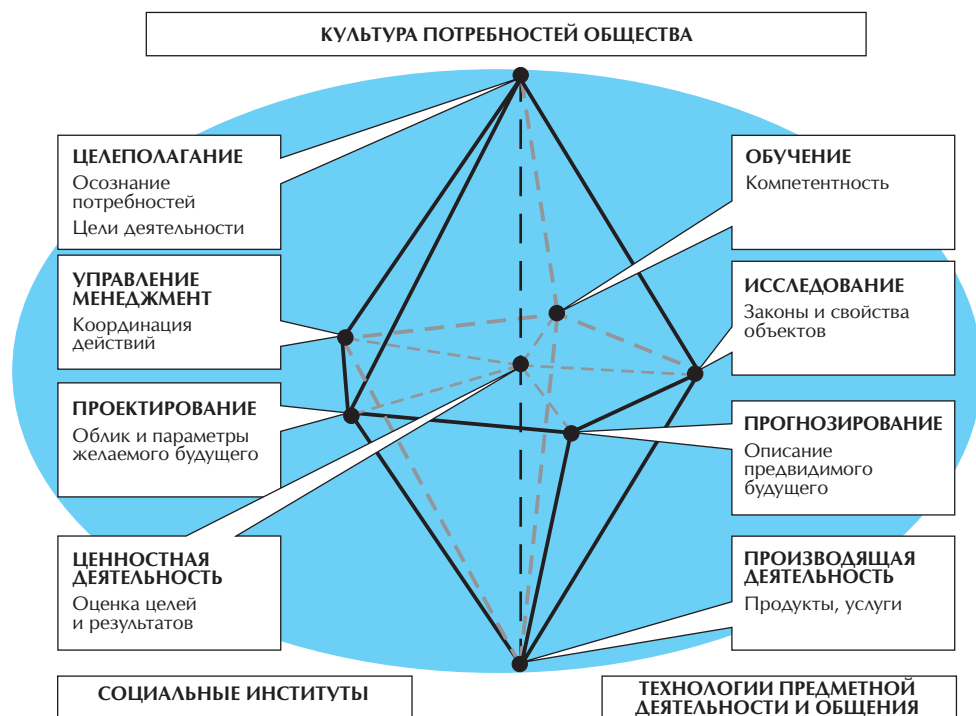 КУЛЬТУРА ПОТРЕБНОСТЕЙ ОБЩЕСТВА
ЦЕЛЕПОЛАГАНИЕ
Осознание
потребностей
Цели деятельности
УПРАВЛЕНИЕ
МЕНЕДЖМЕНТ
Координация
действий
ПРОЕКТИРОВАНИЕ
Облик и параметры
желаемого будущего
ЦЕННОСТНАЯ
ДЕЯТЕЛЬНОСТЬ
Оценка целей
и результатов
ОБУЧЕНИЕ
Компетентность
ИССЛЕДОВАНИЕ
Законы и свойства
объектов
ПРОГНОЗИРОВАНИЕ
Описание
предвидимого
будущего
ПРОИЗВОДЯЩАЯ
ДЕЯТЕЛЬНОСТЬ
Продукты, услуги
СОЦИАЛЬНЫЕ ИНСТИТУТЫ
ТЕХНОЛОГИИ ПРЕДМЕТНОЙ
ДЕЯТЕЛЬНОСТИ И ОБЩЕНИЯ